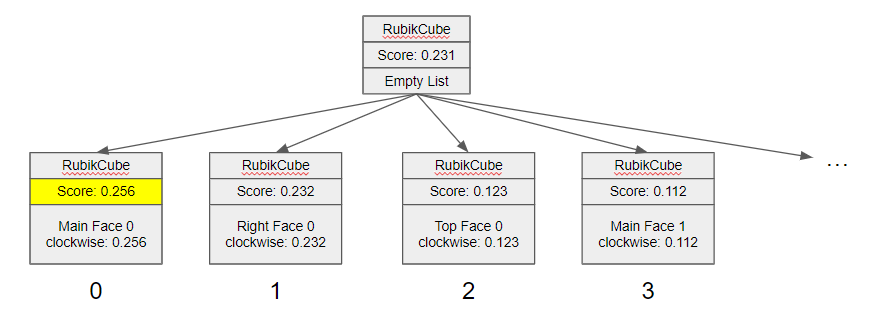 RubikCube
Score: 0.231
Empty List
...
RubikCube
Score: 0.256
Main Face 0
clockwise: 0.256
RubikCube
Score: 0.232
Right Face 0
clockwise: 0.232
RubikCube
Score: 0.123
Top Face 0
clockwise: 0.123
RubikCube
Score: 0.112
Main Face 1
clockwise: 0.112
0
1
2
3